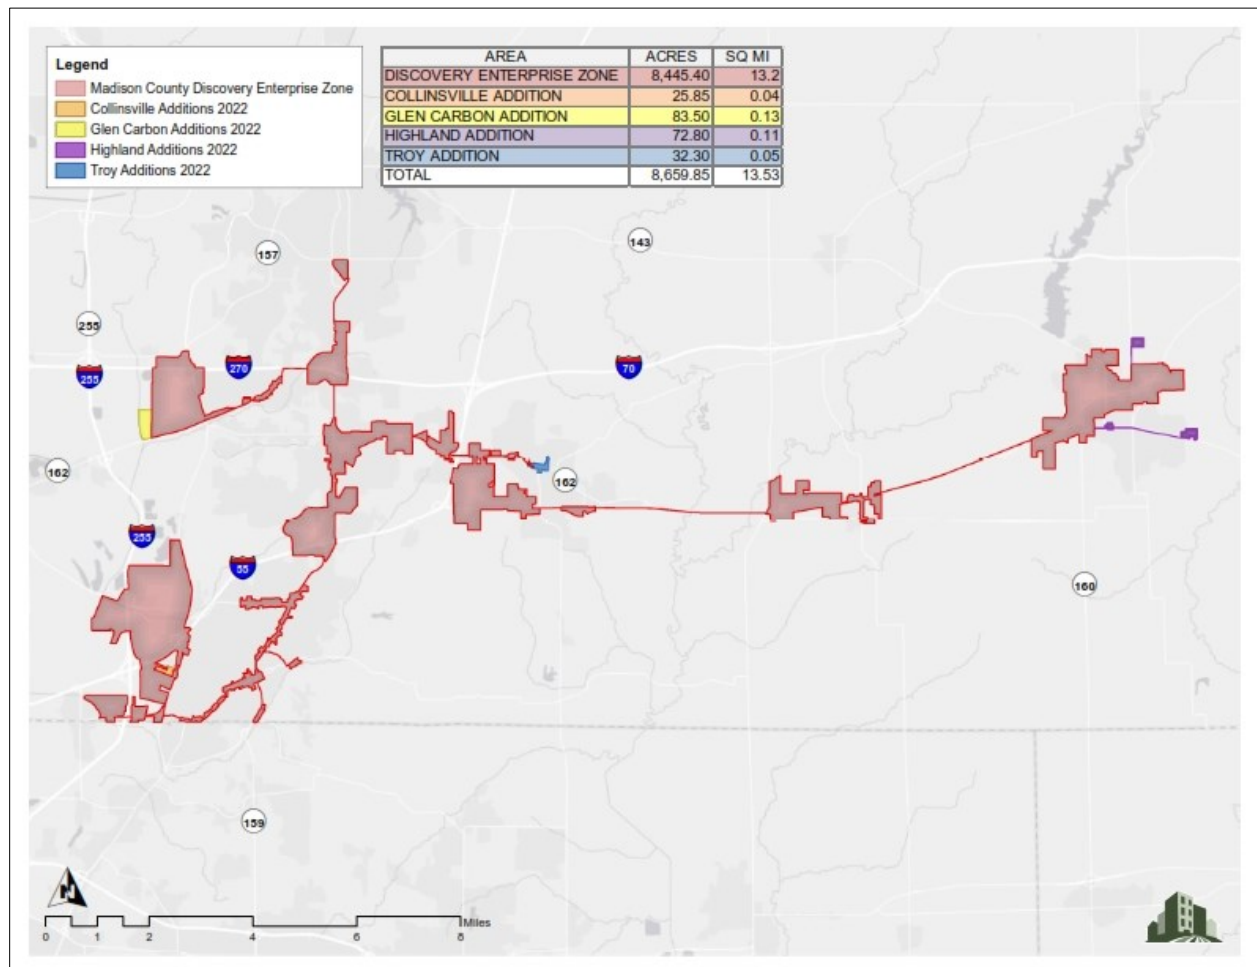 Legend
Madison County Discovery Enterprise Zone
Collinsville Additions 2022
Glen Carbon Additions 2022
Highland Additions 2022
Troy Additions 2022
AREA ACRES SQ MI
DISCOVERY ENTERPRISE ZONE 8,445.40 13.2
COLLINSVILLE ADDITION 25.85 0.04
GLEN CARBON ADDITION 83.50 0.13
HIGHLAND ADDITION 72.80 0.11
TROY ADDITION 32.30 0.05
TOTAL 8,659.85 13.53
143
157
255
255
270
70
162
162
255
55
160
159
N
Miles
0 1 2 4 6 8